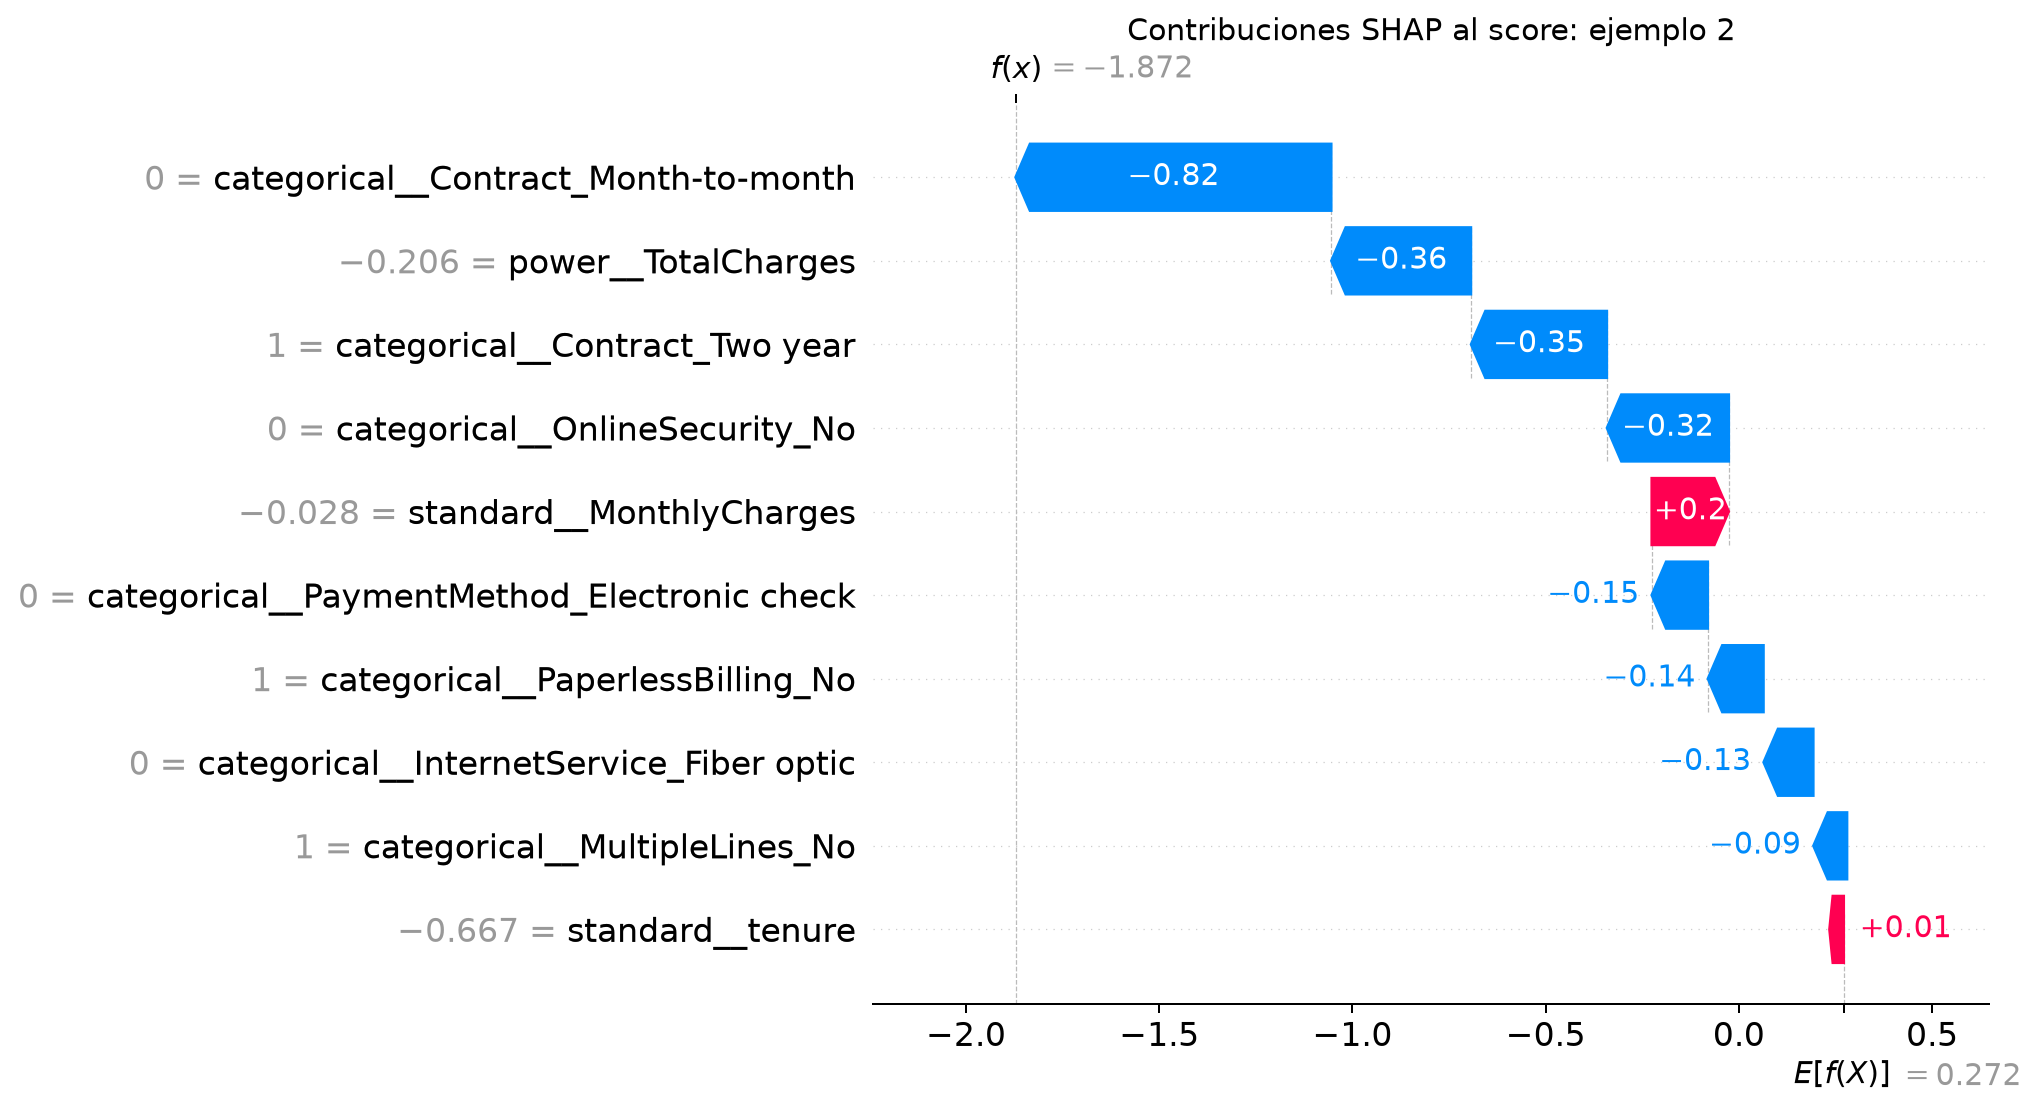 Contribuciones SHAP al score: ejemplo 2
f(x) = −1.872
0 = categorical__Contract_Month-to-month
−0.82
−0.206 = power__TotalCharges
−0.36
1 = categorical__Contract_Two year
−0.35
0 = categorical__OnlineSecurity_No
−0.32
−0.028 = standard__MonthlyCharges
+0.2
0 = categorical__PaymentMethod_Electronic check
−0.15
1 = categorical__PaperlessBilling_No
−0.14
0 = categorical__InternetService_Fiber optic
−0.13
1 = categorical__MultipleLines_No
−0.09
−0.667 = standard__tenure
+0.01
−2.0 −1.5 −1.0 −0.5 0.0 0.5
E[f(X)] = 0.272